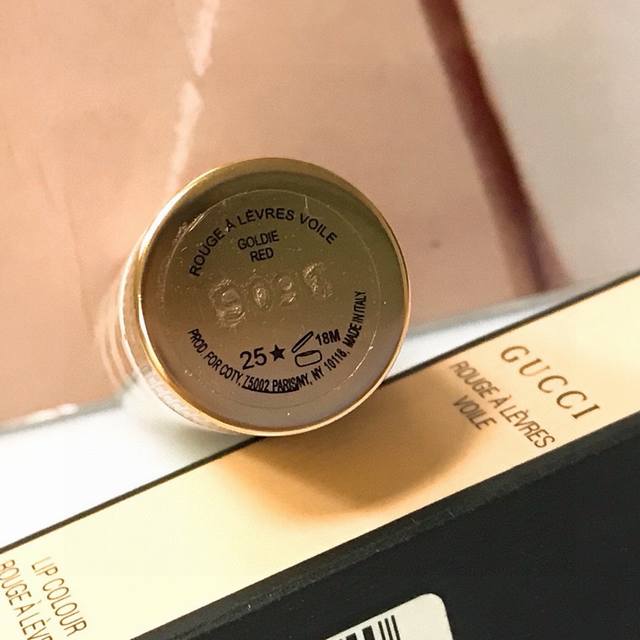 ROUGE À LÈVRES VOILE
GOLDIE
RED
25★
18M
PROD. FOR COTY, 75002 PARIS/NY, NY 10118, MADE IN ITALY
GUCCI
ROUGE À LÈVRES
VOILE
LIP COLOUR
ROUGE À